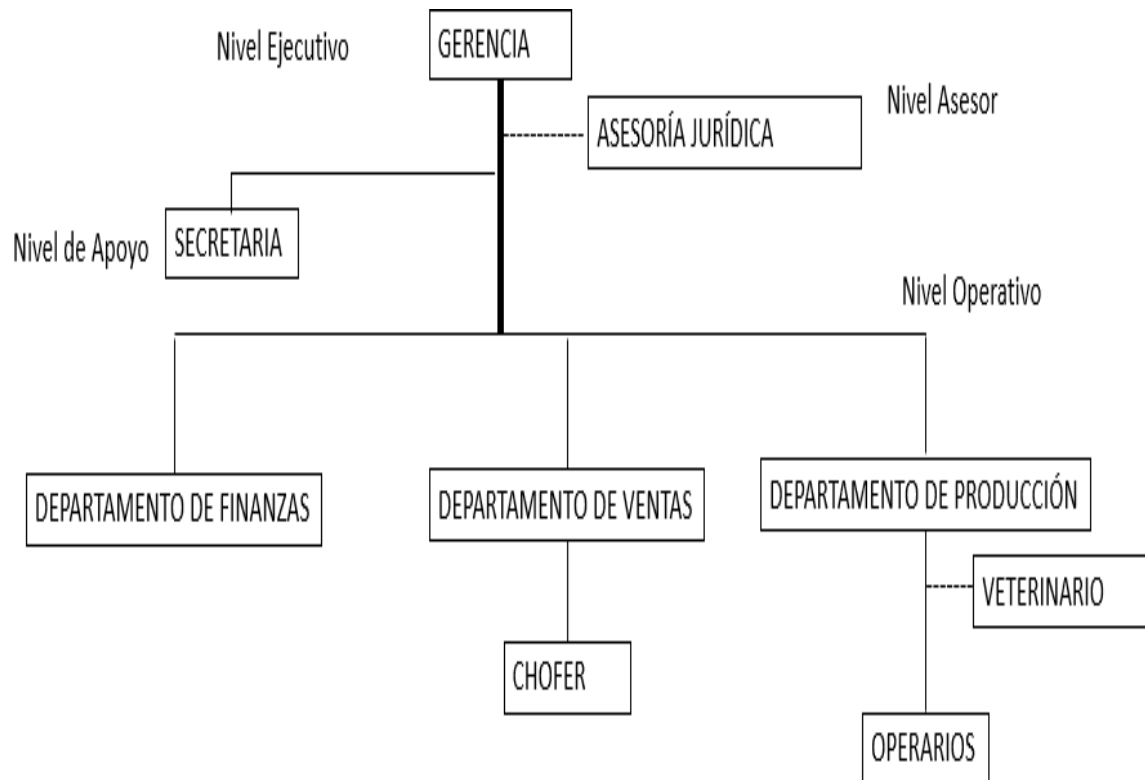 Nivel Ejecutivo
GERENCIA
Nivel Asesor
ASESORÍA JURÍDICA
Nivel de Apoyo
SECRETARIA
Nivel Operativo
DEPARTAMENTO DE FINANZAS
DEPARTAMENTO DE VENTAS
DEPARTAMENTO DE PRODUCCIÓN
VETERINARIO
CHOFER
OPERARIOS